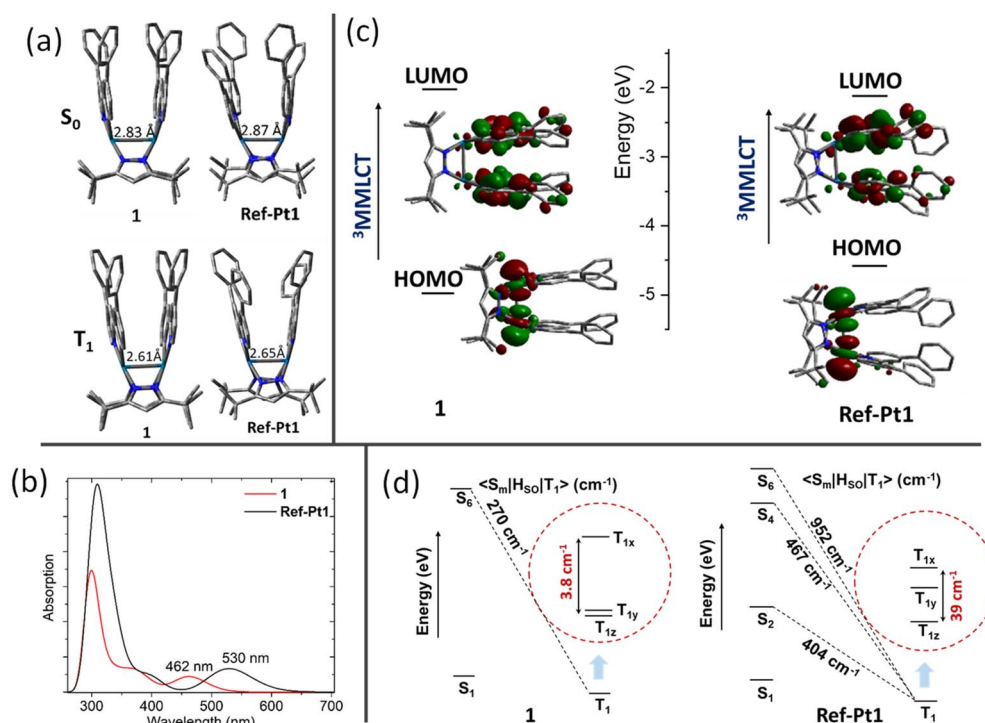 (a)
S₀
2.83 Å
2.87 Å
1
Ref-Pt1
T₁
2.61Å
2.65Å
1
Ref-Pt1
(c)
LUMO
³MMLCT
HOMO
1
Energy (eV)
-2
-3
-4
-5
LUMO
³MMLCT
HOMO
Ref-Pt1
(b)
1
Ref-Pt1
Absorption
462 nm
530 nm
300 400 500 600 700
Wavelength (nm)
(d)
<Sₘ|H_SO|T₁> (cm⁻¹)
S₆
270 cm⁻¹
Energy (eV)
T₁ₓ
3.8 cm⁻¹
T₁y
T₁z
S₁
T₁
1
<Sₘ|H_SO|T₁> (cm⁻¹)
S₆
S₄
952 cm⁻¹
467 cm⁻¹
Energy (eV)
T₁ₓ
T₁y
39 cm⁻¹
T₁z
S₂
404 cm⁻¹
S₁
T₁
Ref-Pt1